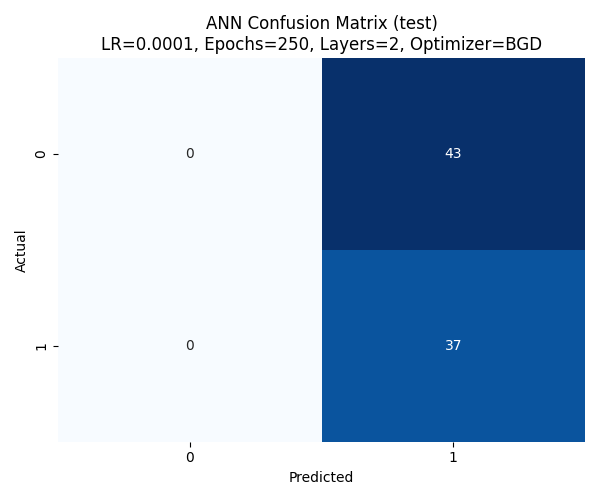 ANN Confusion Matrix (test)
LR=0.0001, Epochs=250, Layers=2, Optimizer=BGD
Actual
0
0
43
1
0
37
0
1
Predicted